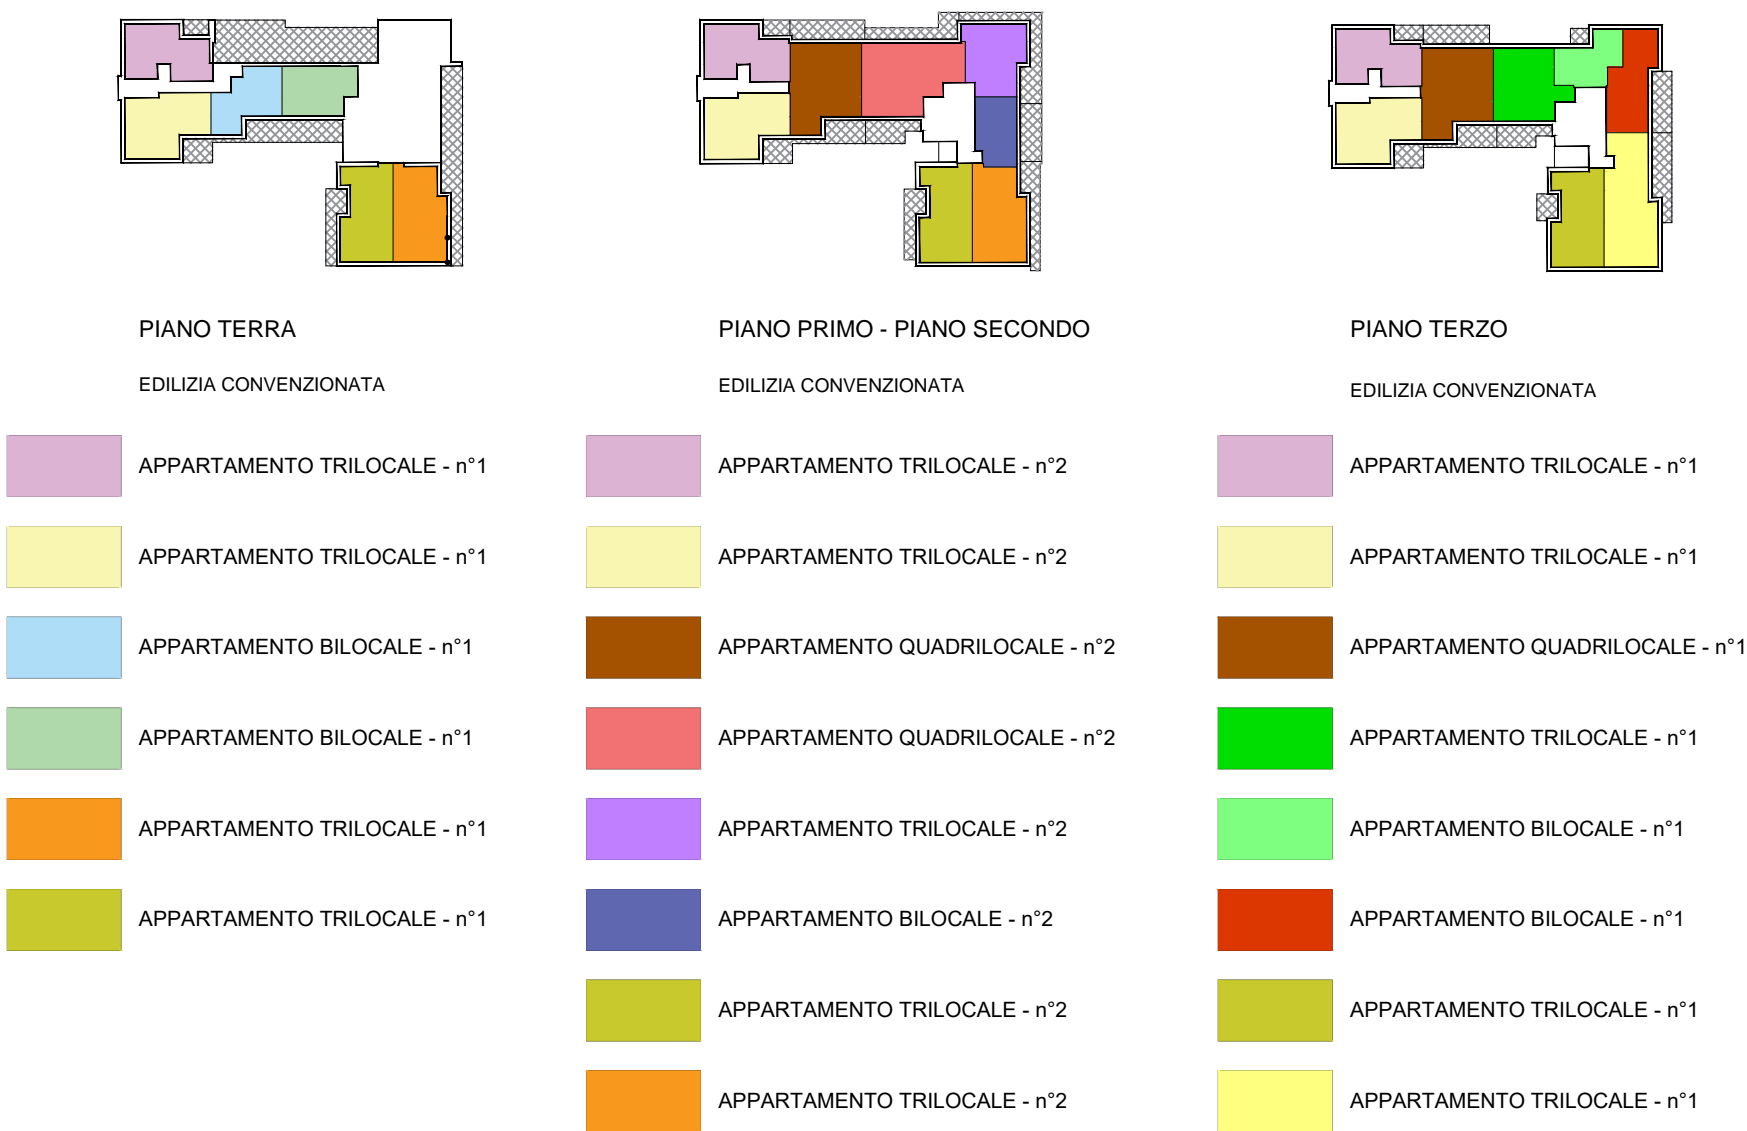 PIANO TERRA
EDILIZIA CONVENZIONATA
APPARTAMENTO TRILOCALE - n°1
APPARTAMENTO TRILOCALE - n°1
APPARTAMENTO BILOCALE - n°1
APPARTAMENTO BILOCALE - n°1
APPARTAMENTO TRILOCALE - n°1
APPARTAMENTO TRILOCALE - n°1
PIANO PRIMO - PIANO SECONDO
EDILIZIA CONVENZIONATA
APPARTAMENTO TRILOCALE - n°2
APPARTAMENTO TRILOCALE - n°2
APPARTAMENTO QUADRILOCALE - n°2
APPARTAMENTO QUADRILOCALE - n°2
APPARTAMENTO TRILOCALE - n°2
APPARTAMENTO BILOCALE - n°2
APPARTAMENTO TRILOCALE - n°2
APPARTAMENTO TRILOCALE - n°2
PIANO TERZO
EDILIZIA CONVENZIONATA
APPARTAMENTO TRILOCALE - n°1
APPARTAMENTO TRILOCALE - n°1
APPARTAMENTO QUADRILOCALE - n°1
APPARTAMENTO TRILOCALE - n°1
APPARTAMENTO BILOCALE - n°1
APPARTAMENTO BILOCALE - n°1
APPARTAMENTO TRILOCALE - n°1
APPARTAMENTO TRILOCALE - n°1